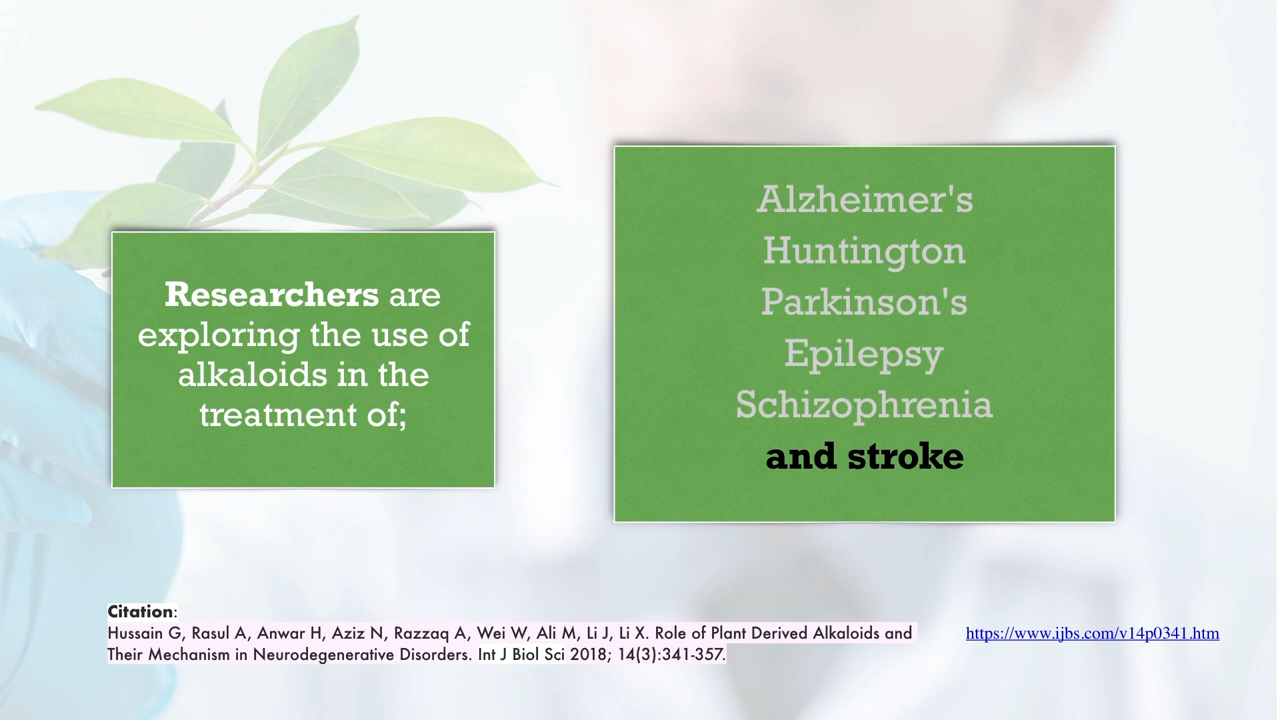 Researchers are
exploring the use of
alkaloids in the
treatment of;
Alzheimer's
Huntington
Parkinson's
Epilepsy
Schizophrenia
and stroke
Citation:
Hussain G, Rasul A, Anwar H, Aziz N, Razzaq A, Wei W, Ali M, Li J, Li X. Role of Plant Derived Alkaloids and
Their Mechanism in Neurodegenerative Disorders. Int J Biol Sci 2018; 14(3):341-357.
https://www.ijbs.com/v14p0341.htm